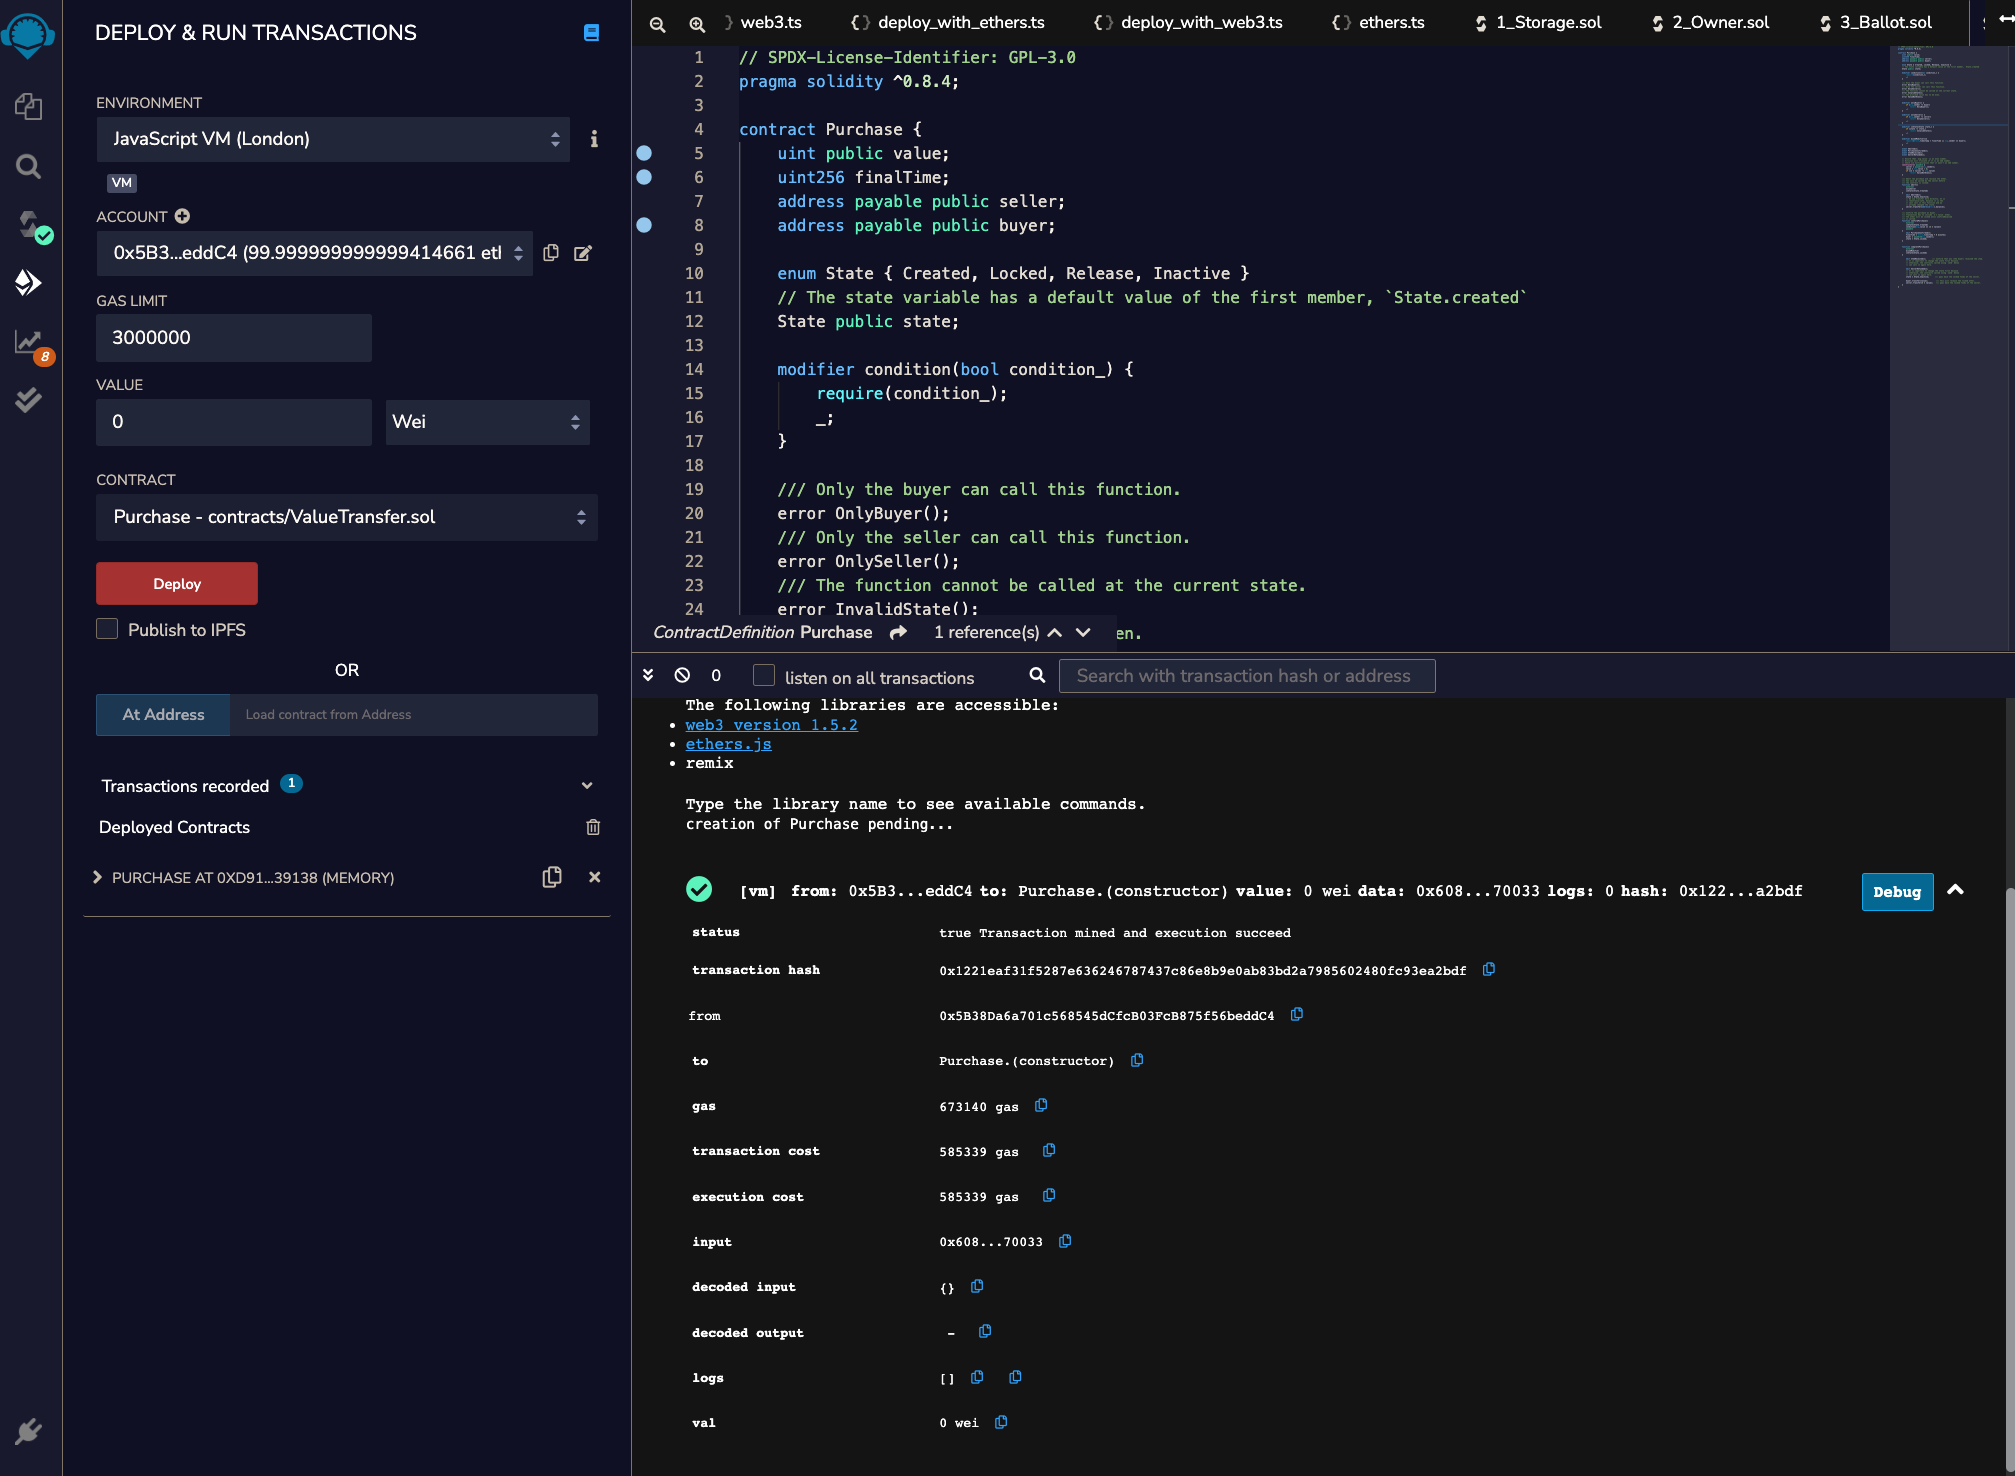 DEPLOY & RUN TRANSACTIONS
ENVIRONMENT
JavaScript VM (London)
VM
ACCOUNT
0x5B3...eddC4 (99.999999999999414661 etl
GAS LIMIT
3000000
8
VALUE
0
Wei
CONTRACT
Purchase - contracts/ValueTransfer.sol
Deploy
Publish to IPFS
OR
At Address
Load contract from Address
Transactions recorded 1
Deployed Contracts
PURCHASE AT 0XD91...39138 (MEMORY)
web3.ts
deploy_with_ethers.ts
deploy_with_web3.ts
ethers.ts
1_Storage.sol
2_Owner.sol
3_Ballot.sol
1 // SPDX-License-Identifier: GPL-3.0
2 pragma solidity ^0.8.4;
3
4 contract Purchase {
5 uint public value;
6 uint256 finalTime;
7 address payable public seller;
8 address payable public buyer;
9
10 enum State { Created, Locked, Release, Inactive }
11 // The state variable has a default value of the first member, `State.created`
12 State public state;
13
14 modifier condition(bool condition_) {
15 require(condition_);
16 _;
17 }
18
19 /// Only the buyer can call this function.
20 error OnlyBuyer();
21 /// Only the seller can call this function.
22 error OnlySeller();
23 /// The function cannot be called at the current state.
24 error InvalidState();
ContractDefinition Purchase 1 reference(s) en.
0 listen on all transactions Search with transaction hash or address
The following libraries are accessible:
• web3 version 1.5.2
• ethers.js
• remix
Type the library name to see available commands.
creation of Purchase pending...
[vm] from: 0x5B3...eddC4 to: Purchase.(constructor) value: 0 wei data: 0x608...70033 logs: 0 hash: 0x122...a2bdf
Debug
status true Transaction mined and execution succeed
transaction hash 0x1221eaf31f5287e636246787437c86e8b9e0ab83bd2a7985602480fc93ea2bdf
from 0x5B38Da6a701c568545dCfcB03FcB875f56beddC4
to Purchase.(constructor)
gas 673140 gas
transaction cost 585339 gas
execution cost 585339 gas
input 0x608...70033
decoded input {}
decoded output -
logs []
val 0 wei